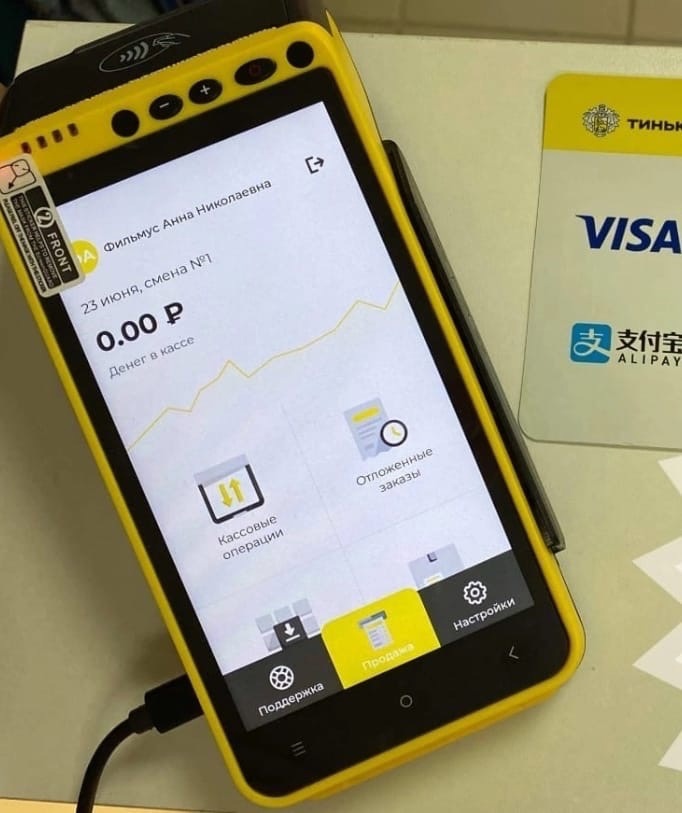 Фильмус Анна Николаевна
23 июня, смена №1
0.00 ₽
Денег в кассе
Кассовые
операции
Отложенные
заказы
Поддержка
Продажа
Настройки
2 FRONT
VISA
支付宝
ALIPAY